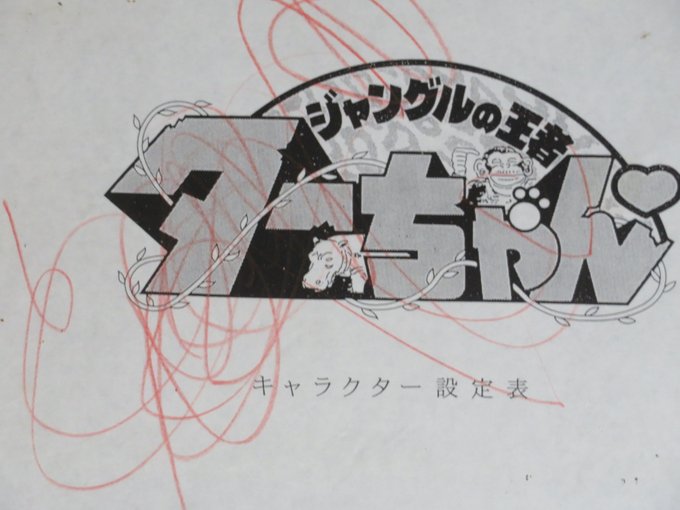 ジャングルの王者
ターちゃん♡
キャラクター設定表